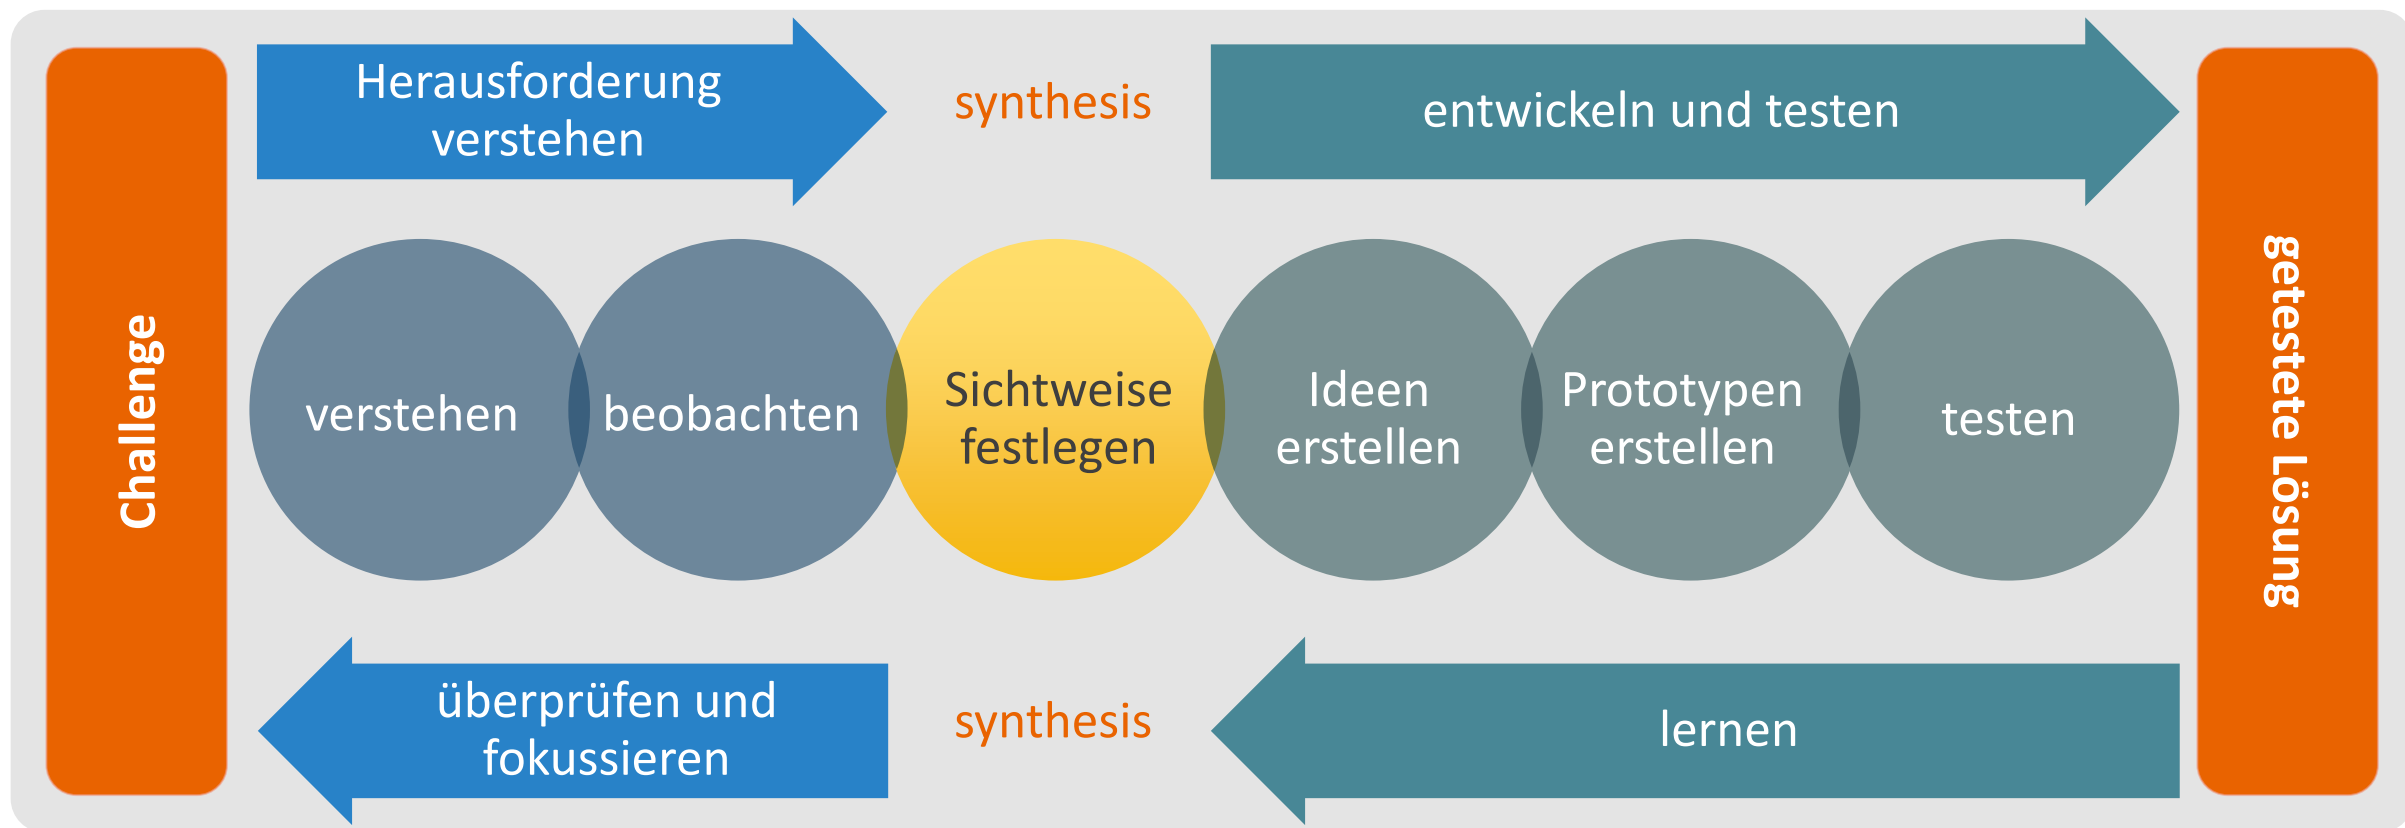 Herausforderung
verstehen
synthesis
entwickeln und testen
Challenge
verstehen
beobachten
Sichtweise
festlegen
Ideen
erstellen
Prototypen
erstellen
testen
getestete Lösung
überprüfen und
fokussieren
synthesis
lernen